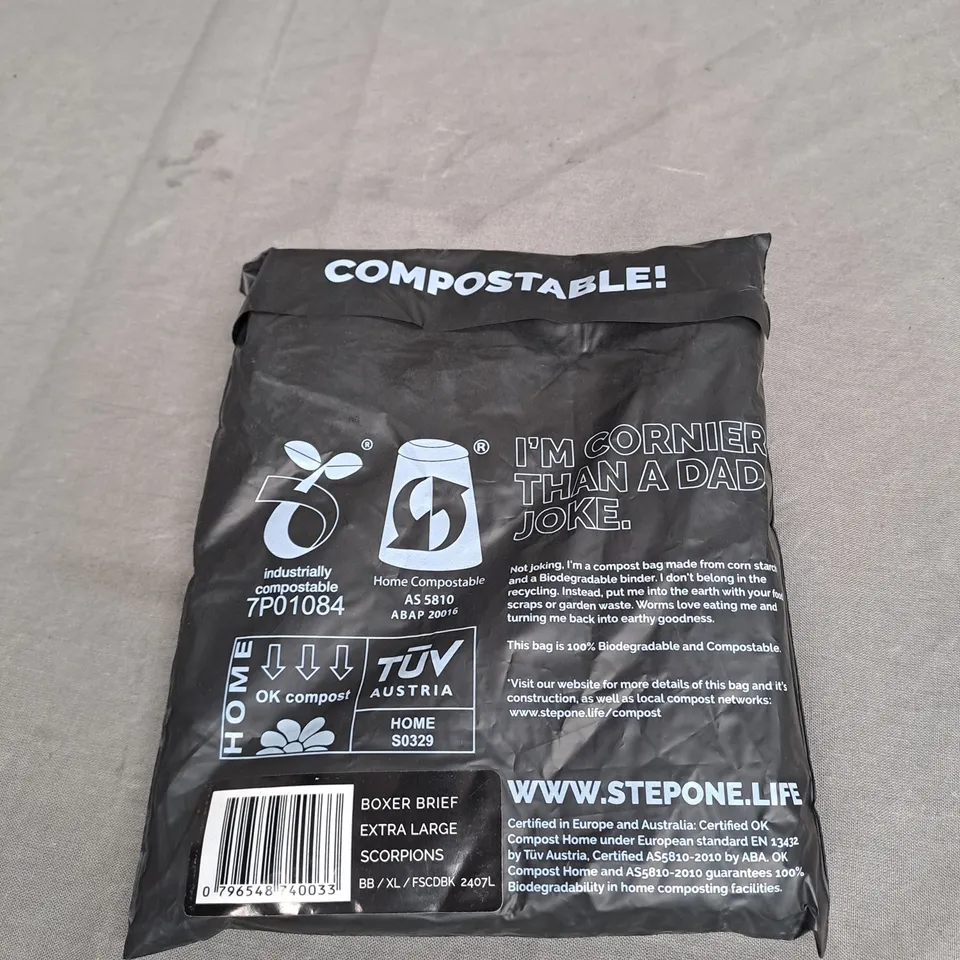 COMPOSTABLE!
®
industrially
compostable
7P01084
®
Home Compostable
AS 5810
ABAP 20016
HOME
OK compost
TÜV
AUSTRIA
HOME
S0329
I'M CORNIER
THAN A DAD
JOKE.
Not joking, I'm a compost bag made from corn starch
and a Biodegradable binder. I don't belong in the
recycling. Instead, put me into the earth with your food
scraps or garden waste. Worms love eating me and
turning me back into earthy goodness.
This bag is 100% Biodegradable and Compostable.
*Visit our website for more details of this bag and it's
construction, as well as local compost networks:
www.stepone.life/compost
WWW.STEPONE.LIFE
Certified in Europe and Australia: Certified OK
Compost Home under European standard EN 13432
by Tüv Austria, Certified AS5810-2010 by ABA. OK
Compost Home and AS5810-2010 guarantees 100%
Biodegradability in home composting facilities.
BOXER BRIEF
EXTRA LARGE
SCORPIONS
BB / XL / FSCDBK 2407L
0 796548 740033